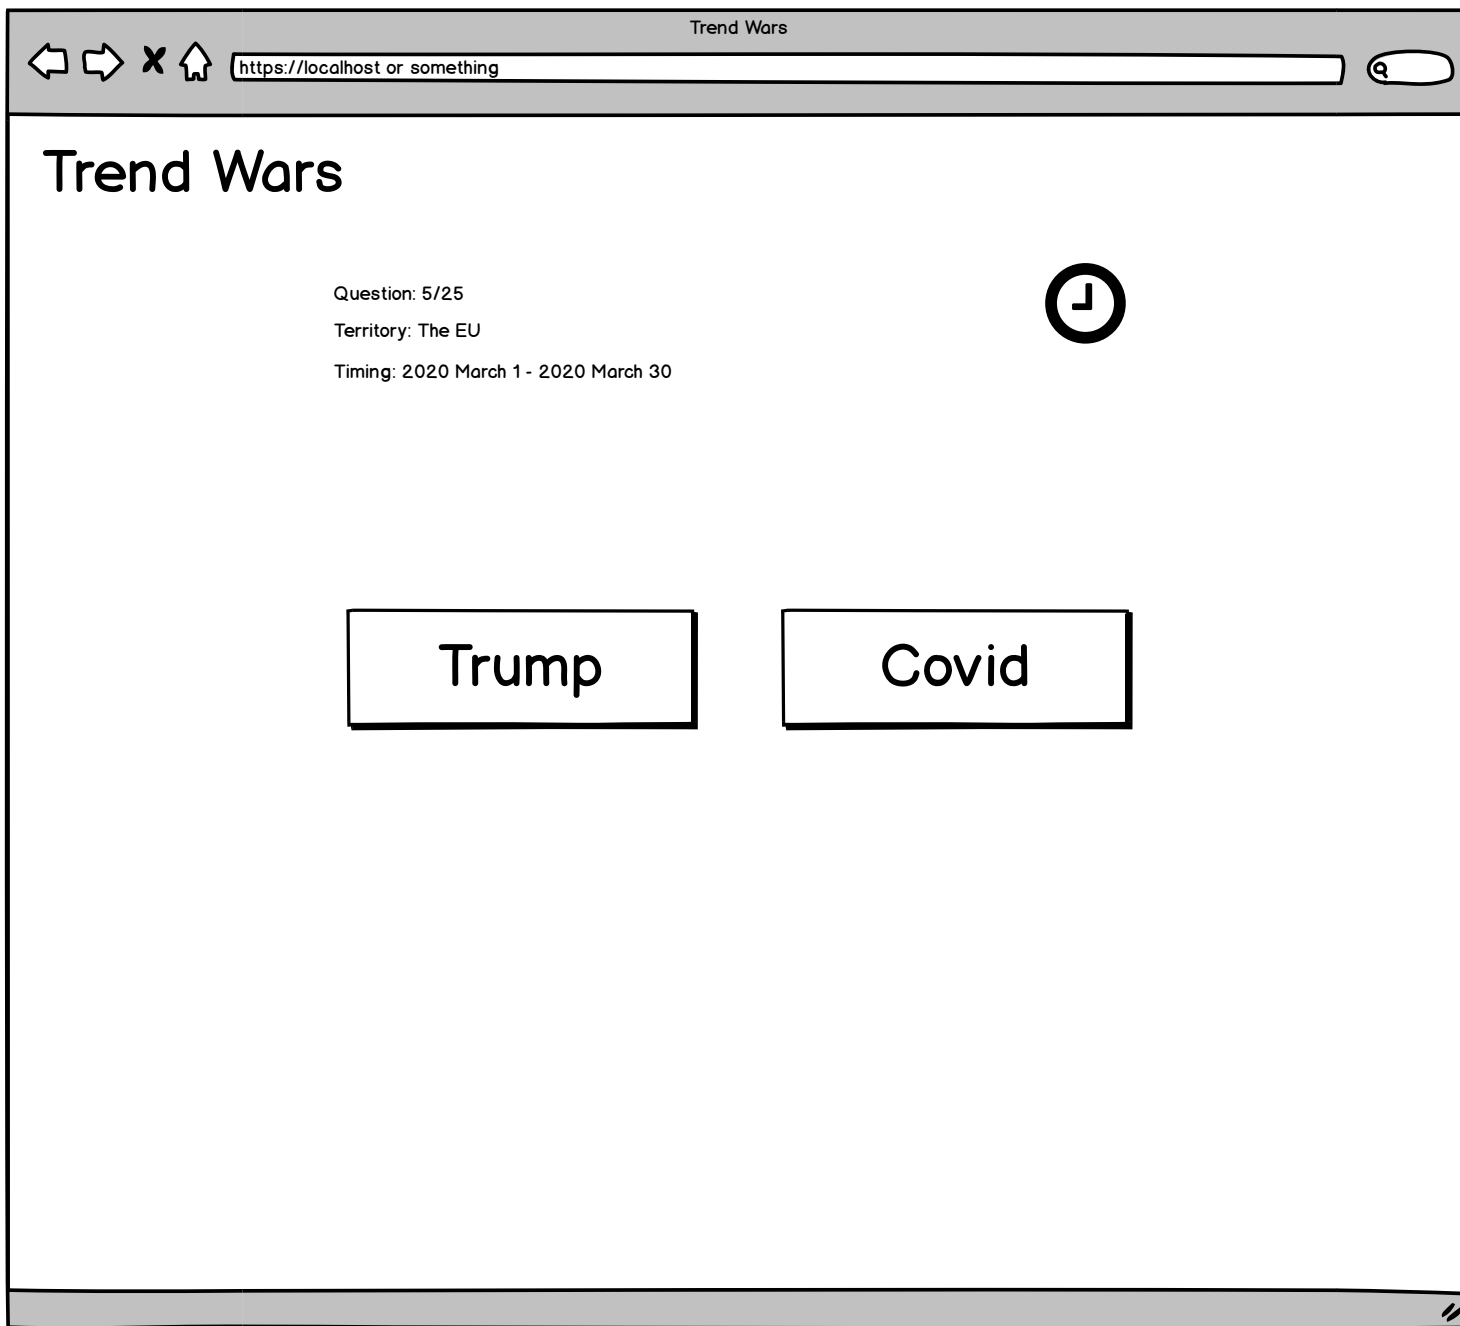 Trend Wars
https://localhost or something
Trend Wars
Question: 5/25
Territory: The EU
Timing: 2020 March 1 - 2020 March 30
Trump
Covid